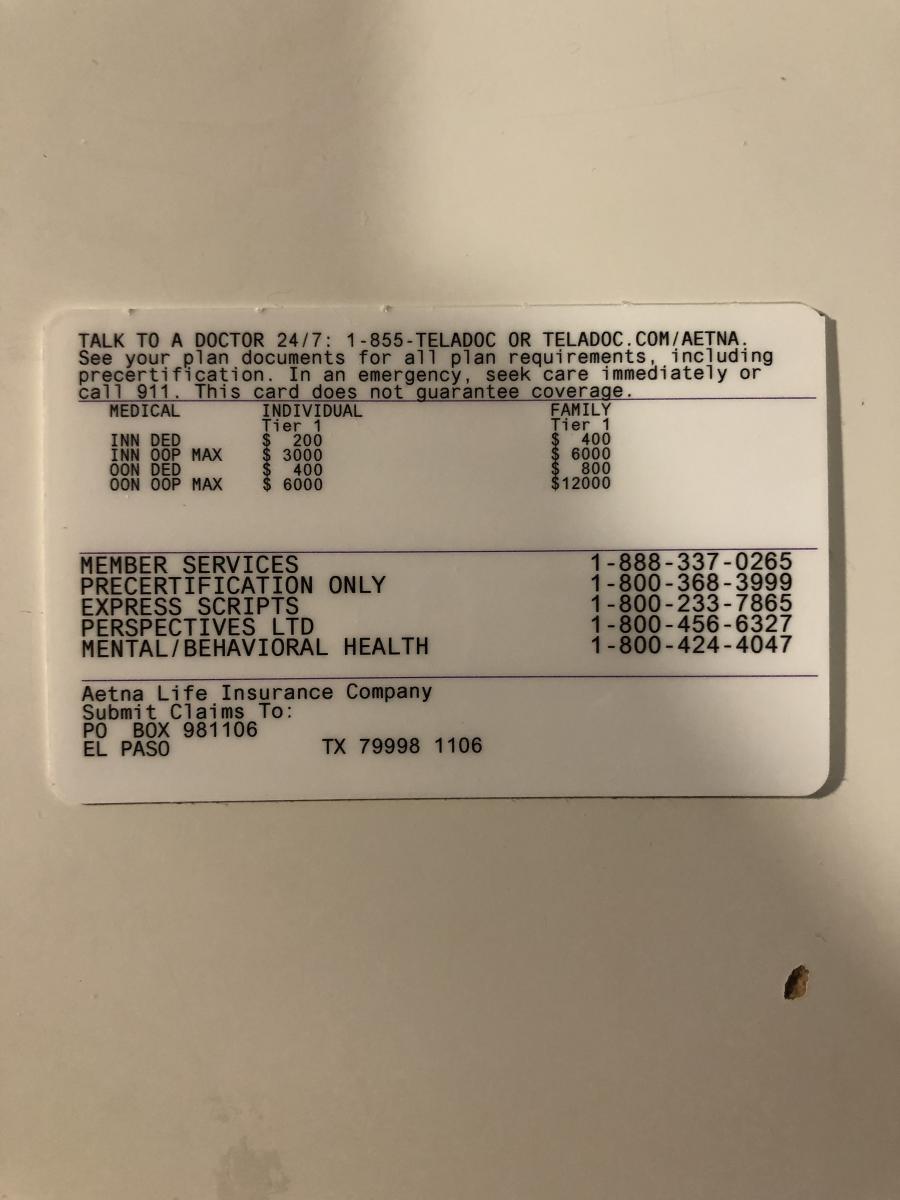 TALK TO A DOCTOR 24/7: 1-855-TELADOC OR TELADOC.COM/AETNA.
See your plan documents for all plan requirements, including
precertification. In an emergency, seek care immediately or
call 911. This card does not guarantee coverage.
MEDICAL INDIVIDUAL FAMILY
Tier 1 Tier 1
INN DED $ 200 $ 400
INN OOP MAX $ 3000 $ 6000
OON DED $ 400 $ 800
OON OOP MAX $ 6000 $12000
MEMBER SERVICES 1-888-337-0265
PRECERTIFICATION ONLY 1-800-368-3999
EXPRESS SCRIPTS 1-800-233-7865
PERSPECTIVES LTD 1-800-456-6327
MENTAL/BEHAVIORAL HEALTH 1-800-424-4047
Aetna Life Insurance Company
Submit Claims To:
PO BOX 981106
EL PASO TX 79998 1106